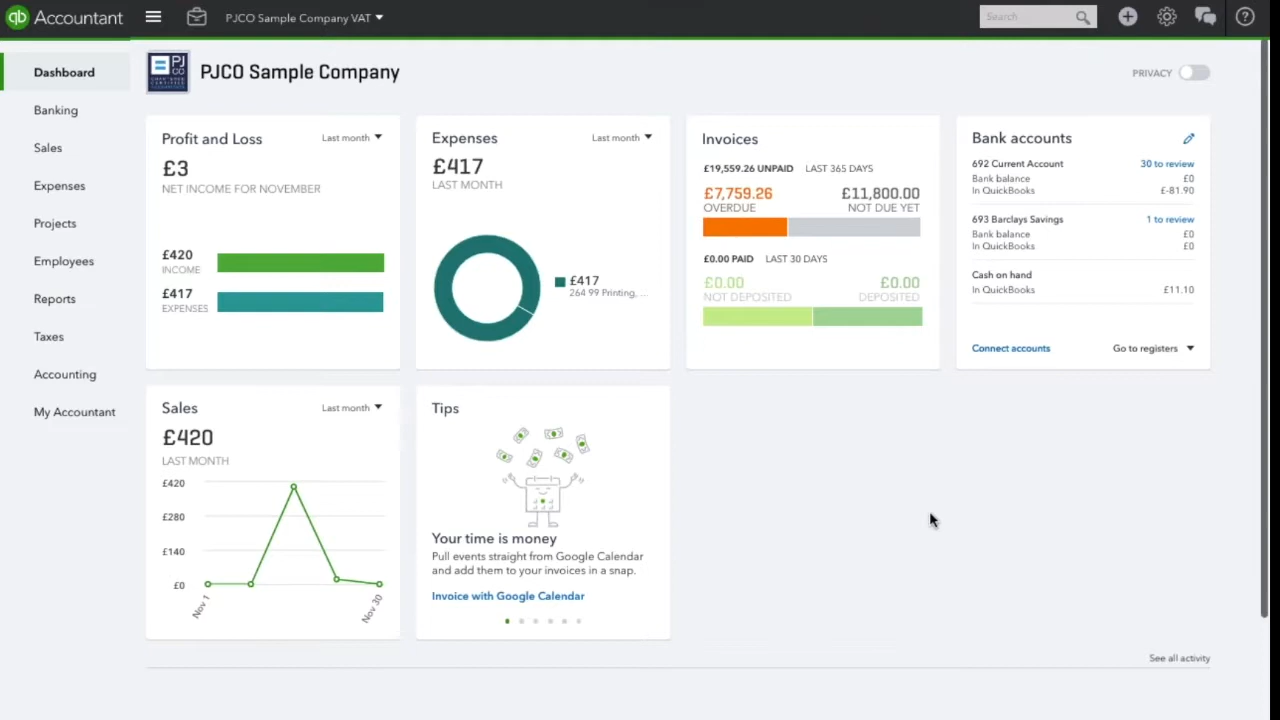 qb Accountant
PJCO Sample Company VAT
Search
Dashboard
Banking
Sales
Expenses
Projects
Employees
Reports
Taxes
Accounting
My Accountant
PJ
CO
PJCO Sample Company
PRIVACY
Profit and Loss
Last month
£3
NET INCOME FOR NOVEMBER
£420
INCOME
£417
EXPENSES
Expenses
Last month
£417
LAST MONTH
£417
264 99 Printing, ...
Invoices
£19,559.26 UNPAID LAST 365 DAYS
£7,759.26 £11,800.00
OVERDUE NOT DUE YET
£0.00 PAID LAST 30 DAYS
£0.00 £0.00
NOT DEPOSITED DEPOSITED
Bank accounts
692 Current Account 30 to review
Bank balance £0
In QuickBooks £-81.90
693 Barclays Savings 1 to review
Bank balance £0
In QuickBooks £0
Cash on hand
In QuickBooks £11.10
Connect accounts Go to registers
Sales
Last month
£420
LAST MONTH
£420
£280
£140
£0
Nov 1
Nov 30
Tips
Your time is money
Pull events straight from Google Calendar
and add them to your invoices in a snap.
Invoice with Google Calendar
See all activity